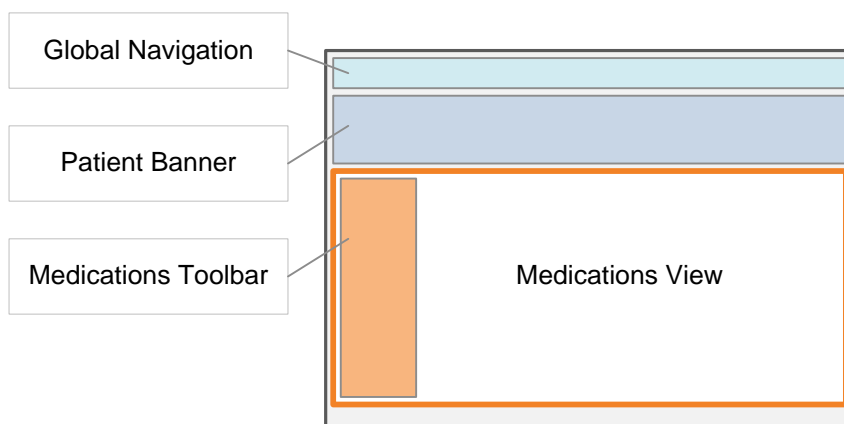 Global Navigation
Patient Banner
Medications Toolbar
Medications View